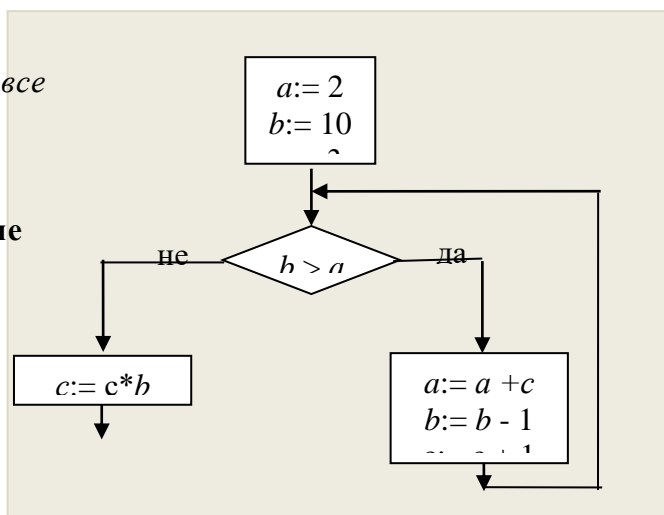 все
a:= 2
b:= 10
не
b > a
да
c:= c*b
a:= a +c
b:= b - 1